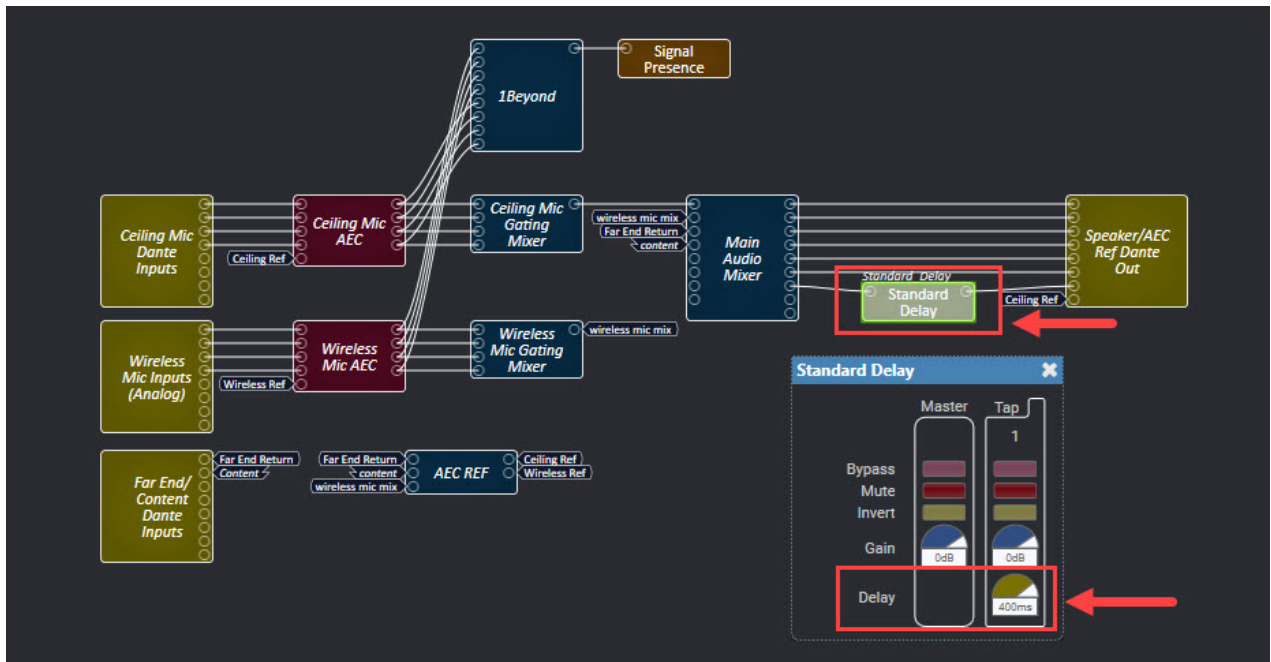 Signal
Presence
1Beyond
Ceiling Mic
Dante
Inputs
Ceiling Ref
Ceiling Mic
AEC
Ceiling Mic
Gating
Mixer
wireless mic mix
Far End Return
content
Main
Audio
Mixer
Standard Delay
Standard
Delay
Ceiling Ref
Speaker/AEC
Ref Dante
Out
Wireless
Mic Inputs
(Analog)
Wireless Ref
Wireless
Mic AEC
Wireless
Mic Gating
Mixer
wireless mic mix
Far End/
Content
Dante
Inputs
Far End Return
Content
Far End Return
content
wireless mic mix
AEC REF
Ceiling Ref
Wireless Ref
Standard Delay
Master Tap
1
Bypass
Mute
Invert
Gain 0dB 0dB
Delay 400ms